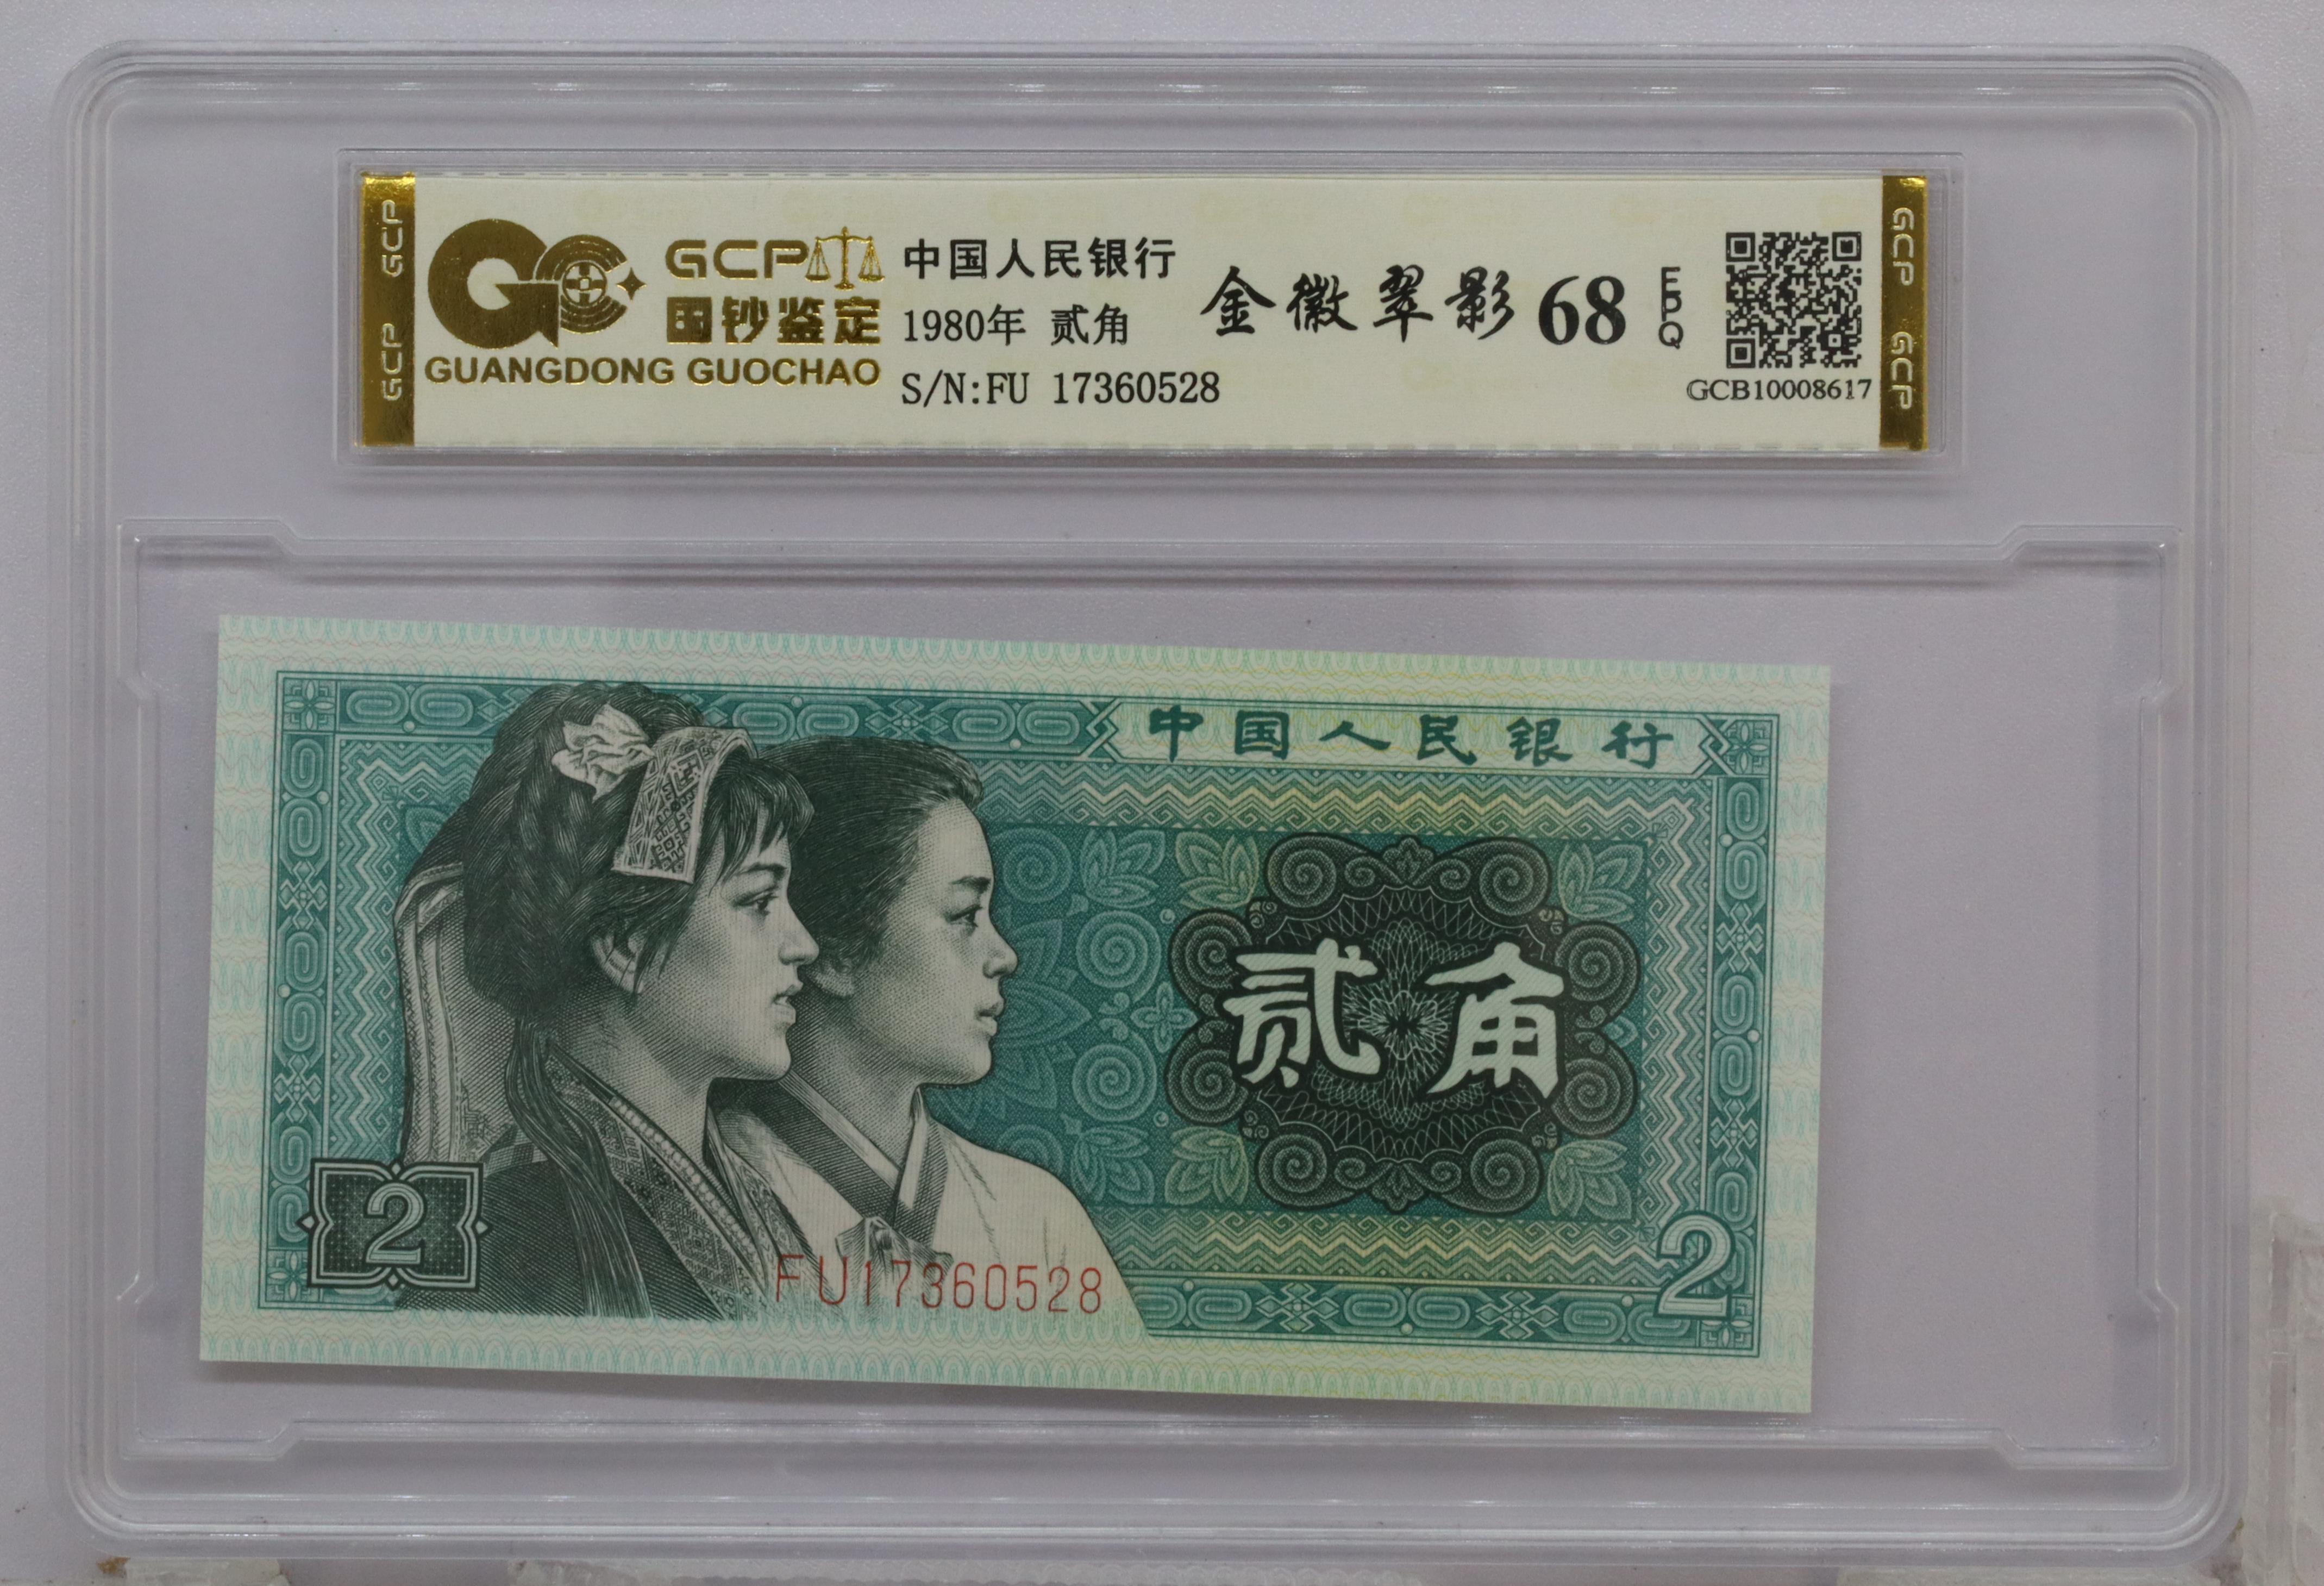 GCP
国钞鉴定
GUANGDONG GUOCHAO
中国人民银行
1980年 贰角
S/N:FU 17360528
金徽翠影 68 EPQ
GCB10008617
GCP GCP
GCP GCP
中国人民银行
贰角
2
FU17360528
2